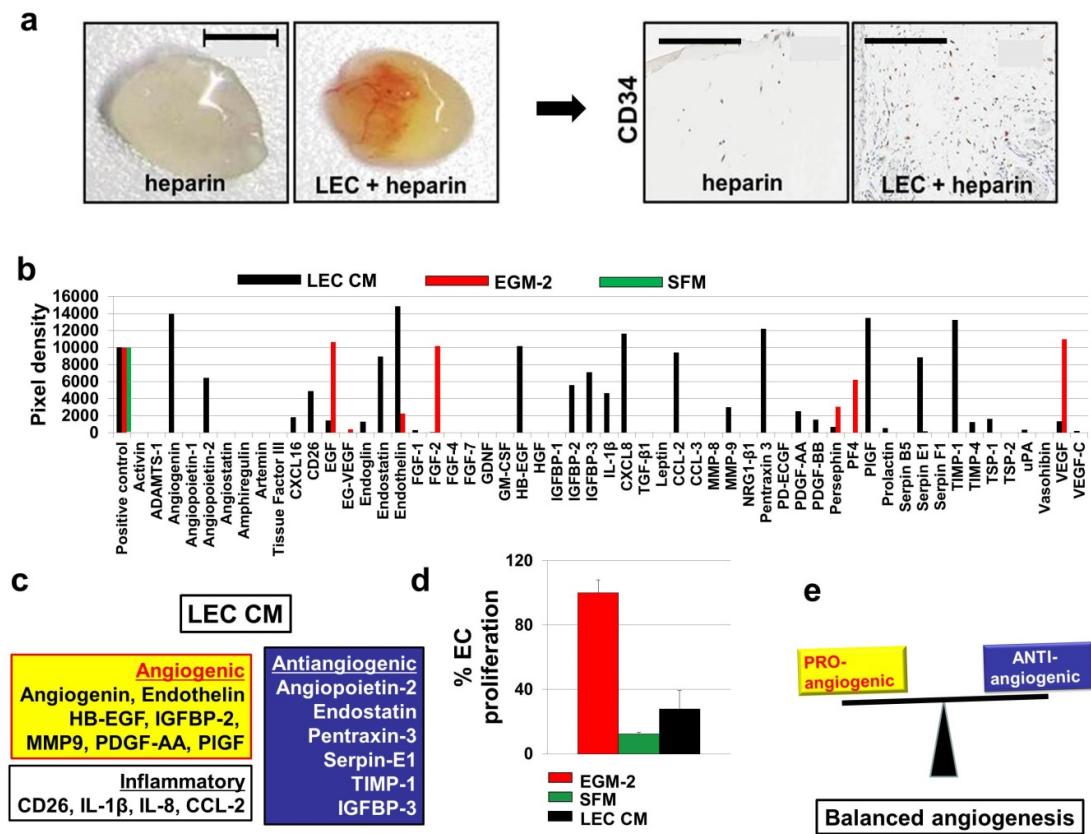 a
heparin
LEC + heparin
CD34
heparin
LEC + heparin
b
LEC CM
EGM-2
SFM
Pixel density
16000
14000
12000
10000
8000
6000
4000
2000
0
Positive control
Activin
ADAMTS-1
Angiogenin
Angiopoietin-1
Angiopoietin-2
Angiostatin
Amphiregulin
Artemin
Tissue Factor III
CXCL16
CD26
EGF
EG-VEGF
Endoglin
Endostatin
Endothelin
FGF-1
FGF-2
FGF-4
FGF-7
GDNF
GM-CSF
HB-EGF
HGF
IGFBP-1
IGFBP-2
IGFBP-3
IL-1β
CXCL8
TGF-β1
Leptin
CCL-2
CCL-3
MMP-8
MMP-9
NRG1-β1
Pentraxin 3
PD-ECGF
PDGF-AA
PDGF-BB
Persephin
PF4
PlGF
Prolactin
Serpin B5
Serpin E1
Serpin F1
TIMP-1
TIMP-4
TSP-1
TSP-2
uPA
Vasohibin
VEGF
VEGF-C
c
LEC CM
Angiogenic
Angiogenin, Endothelin
HB-EGF, IGFBP-2,
MMP9, PDGF-AA, PlGF
Inflammatory
CD26, IL-1β, IL-8, CCL-2
Antiangiogenic
Angiopoietin-2
Endostatin
Pentraxin-3
Serpin-E1
TIMP-1
IGFBP-3
d
% EC
proliferation
120
80
40
0
EGM-2
SFM
LEC CM
e
PRO-
angiogenic
ANTI-
angiogenic
Balanced angiogenesis